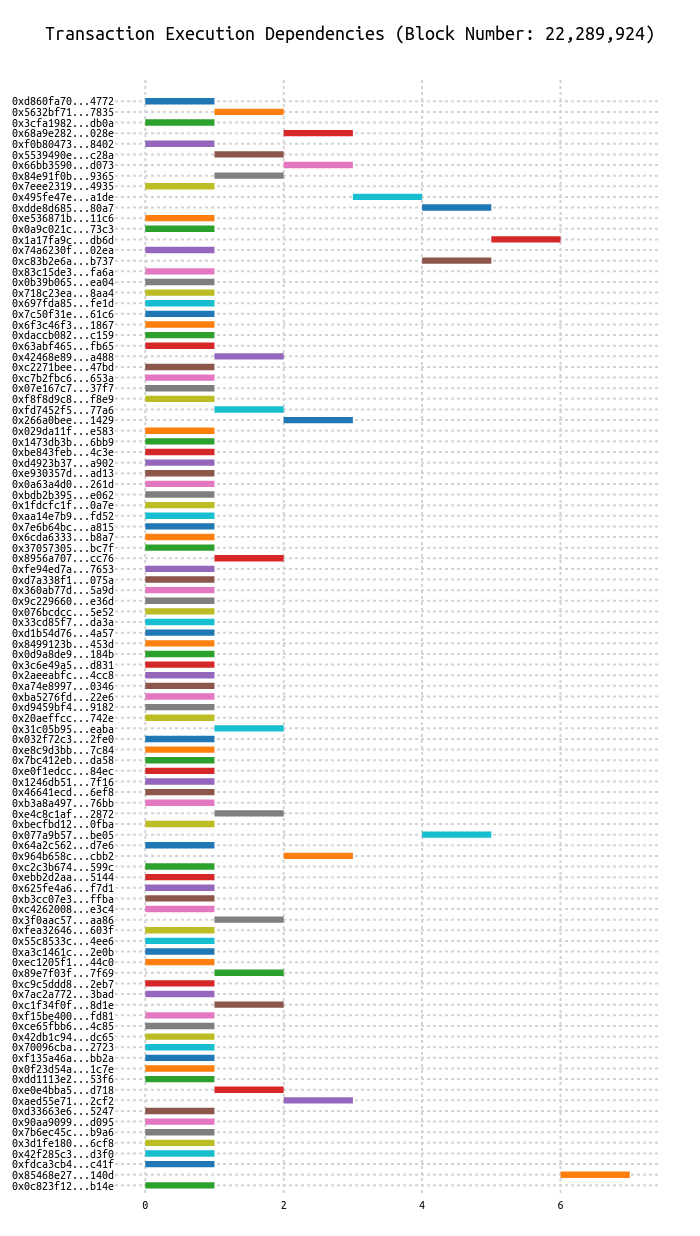 Transaction Execution Dependencies (Block Number: 22,289,924)
0xd860fa70...4772
0x5632bf71...7835
0x3cfa1982...db0a
0x68a9e282...028e
0xf0b80473...8402
0x5539490e...c28a
0x66bb3590...d073
0x84e91f0b...9365
0x7eee2319...4935
0x495fe47e...a1de
0xdde8d685...80a7
0xe536871b...11c6
0x0a9c021c...73c3
0x1a17fa9c...db6d
0x74a6230f...02ea
0xc83b2e6a...b737
0x83c15de3...fa6a
0x0b39b065...ea04
0x718c23ea...8aa4
0x697fda85...fe1d
0x7c50f31e...61c6
0x6f3c46f3...1867
0xdaccb082...c159
0x63abf465...fb65
0x42468e89...a488
0xc2271bee...47bd
0xc7b2fbc6...653a
0x07e167c7...37f7
0xf8f8d9c8...f8e9
0xfd7452f5...77a6
0x266a0bee...1429
0x029da11f...e583
0x1473db3b...6bb9
0xbe843feb...4c3e
0xd4923b37...a902
0xe930357d...ad13
0x0a63a4d0...261d
0xbdb2b395...e062
0x1fdcfc1f...0a7e
0xaa14e7b9...fd52
0x7e6b64bc...a815
0x6cda6333...b8a7
0x37057305...bc7f
0x8956a707...cc76
0xfe94ed7a...7653
0xd7a338f1...075a
0x360ab77d...5a9d
0x9c229660...e36d
0x076bcdcc...5e52
0x33cd85f7...da3a
0xd1b54d76...4a57
0x8499123b...453d
0x0d9a8de9...184b
0x3c6e49a5...d831
0x2aeeabfc...4cc8
0xa74e8997...0346
0xba5276fd...22e6
0xd9459bf4...9182
0x20aeffcc...742e
0x31c05b95...eaba
0x032f72c3...2fe0
0xe8c9d3bb...7c84
0x7bc412eb...da58
0xe0f1edcc...84ec
0x1246db51...7f16
0x46641ecd...6ef8
0xb3a8a497...76bb
0xe4c8c1af...2872
0xbecfbd12...0fba
0x077a9b57...be05
0x64a2c562...d7e6
0x964b658c...cbb2
0xc2c3b674...599c
0xebb2d2aa...5144
0x625fe4a6...f7d1
0xb3cc07e3...ffba
0xc4262008...e3c4
0x3f0aac57...aa86
0xfea32646...603f
0x55c8533c...4ee6
0xa3c1461c...2e0b
0xec1205f1...44c0
0x89e7f03f...7f69
0xc9c5ddd8...2eb7
0x7ac2a772...3bad
0xc1f34f0f...8d1e
0xf15be400...fd81
0xce65fbb6...4c85
0x42db1c94...dc65
0x70096cba...2723
0xf135a46a...bb2a
0x0f23d54a...1c7e
0xdd1113e2...53f6
0xe0e4bba5...d718
0xaed55e71...2cf2
0xd33663e6...5247
0x90aa9099...d095
0x7b6ec45c...b9a6
0x3d1fe180...6cf8
0x42f285c3...d3f0
0xfdca3cb4...c41f
0x85468e27...140d
0x0c823f12...b14e
0 2 4 6